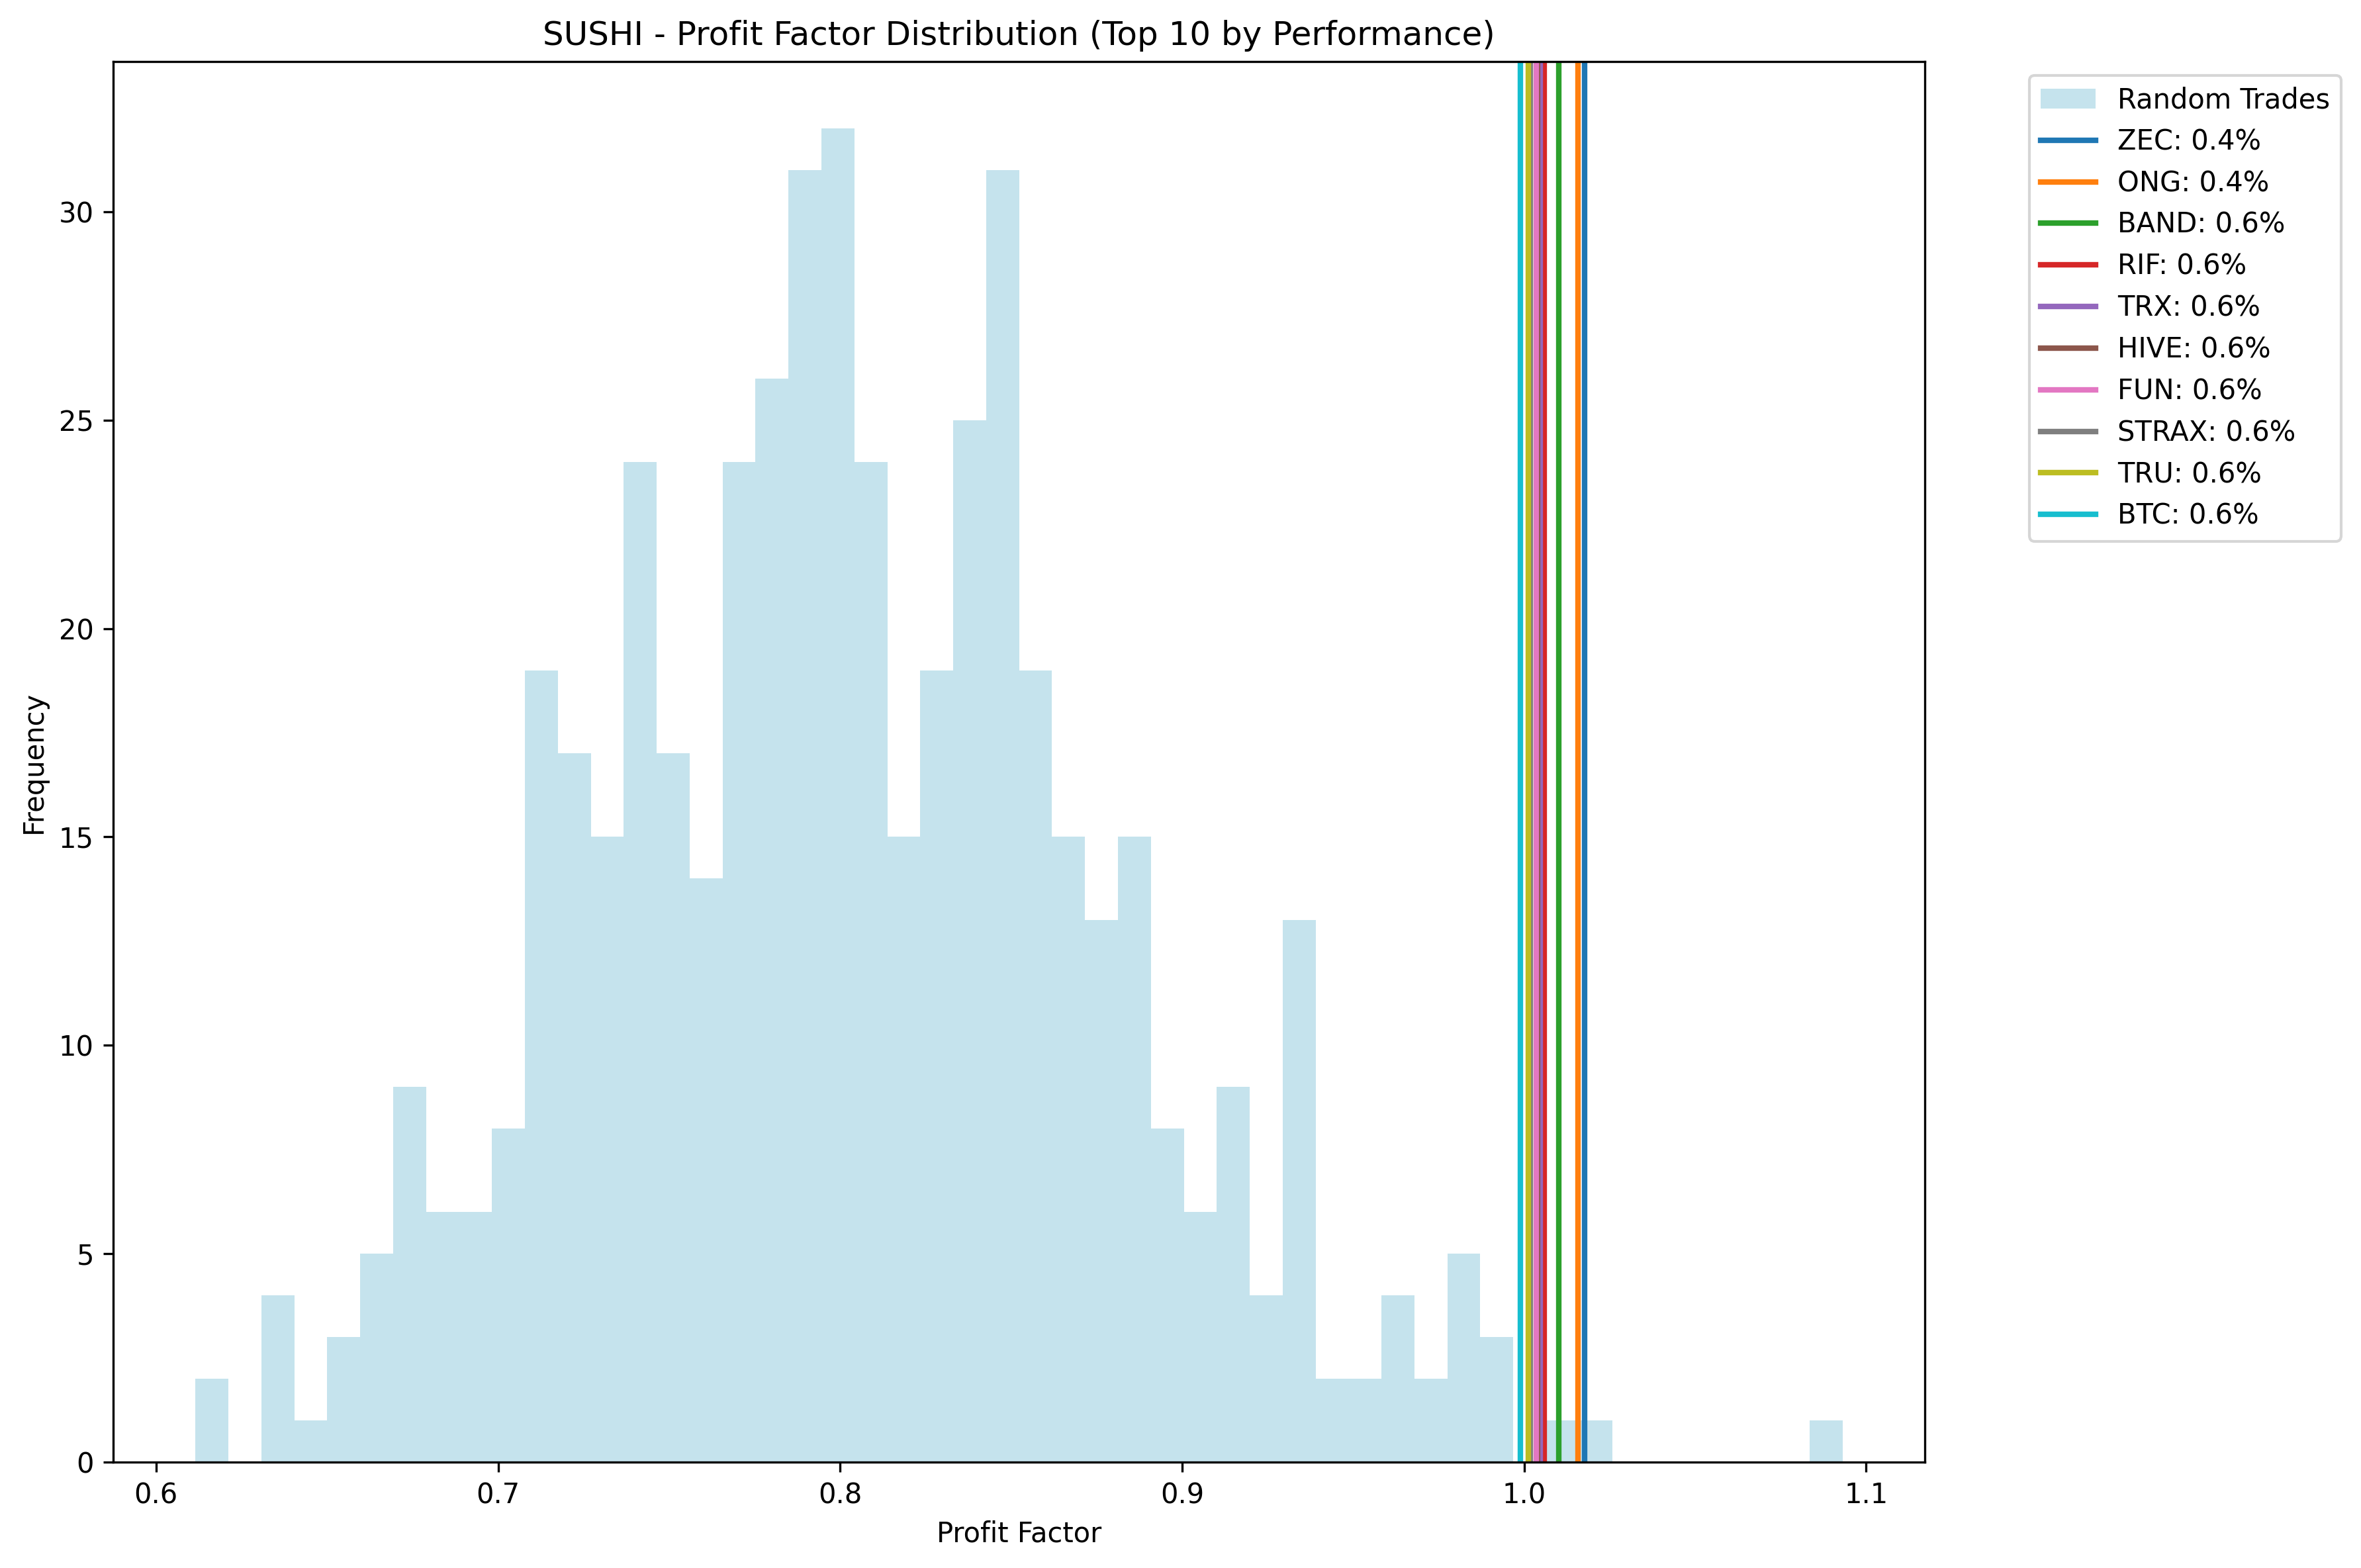 SUSHI - Profit Factor Distribution (Top 10 by Performance)
Random Trades
ZEC: 0.4%
ONG: 0.4%
BAND: 0.6%
RIF: 0.6%
TRX: 0.6%
HIVE: 0.6%
FUN: 0.6%
STRAX: 0.6%
TRU: 0.6%
BTC: 0.6%
Frequency
30
25
20
15
10
5
0
0.6 0.7 0.8 0.9 1.0 1.1
Profit Factor